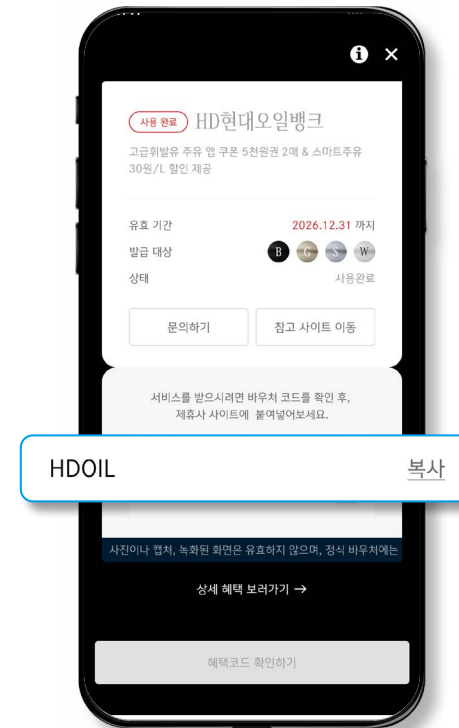 사용 완료 HD현대오일뱅크
고급휘발유 주유 앱 쿠폰 5천원권 2매 & 스마트주유
30원/L 할인 제공
유효 기간 2026.12.31 까지
발급 대상 B G S W
상태 사용완료
문의하기 참고 사이트 이동
서비스를 받으시려면 바우처 코드를 확인 후,
제휴사 사이트에 붙여넣어보세요.
HDOIL 복사
사진이나 캡처, 녹화된 화면은 유효하지 않으며, 정식 바우처에는
상세 혜택 보러가기 →
혜택코드 확인하기